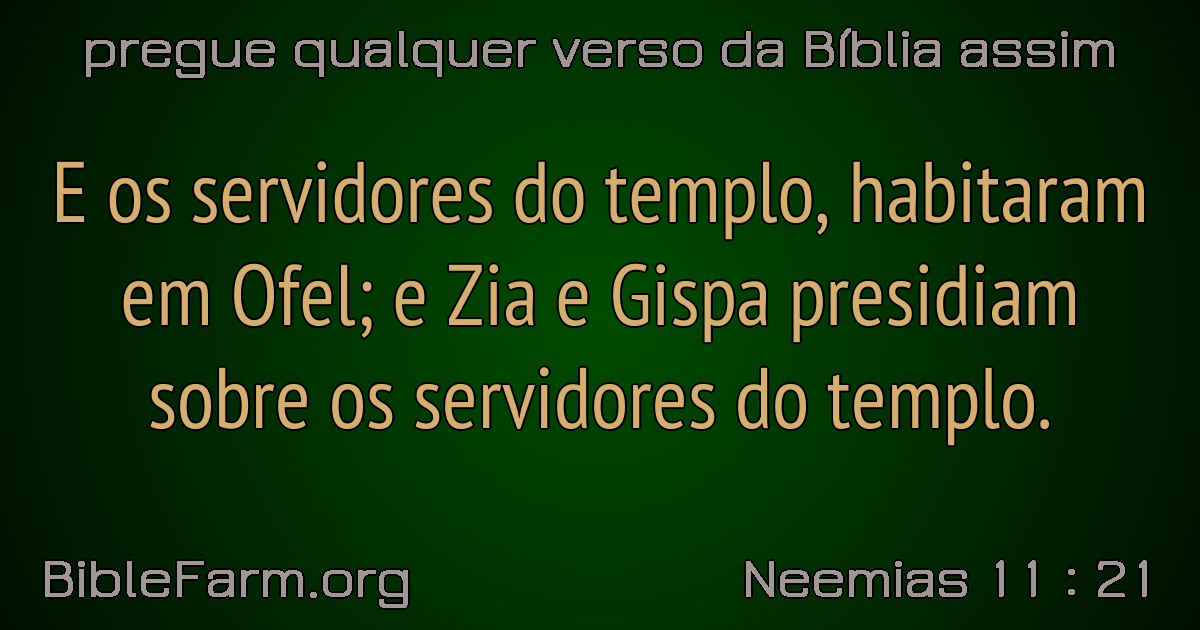 pregue qualquer verso da Bíblia assim
E os servidores do templo, habitaram
em Ofel; e Zia e Gispa presidiam
sobre os servidores do templo.
BibleFarm.org
Neemias 11 : 21